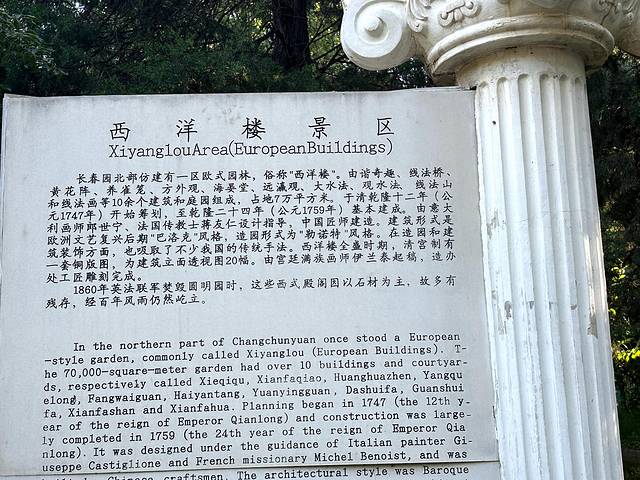 西洋楼景区
XiyanglouArea(EuropeanBuildings)
长春园北部仿建有一区欧式园林，俗称"西洋楼"。由谐奇趣、线法桥、
黄花阵、养雀笼、方外观、海晏堂、远瀛观、大水法、观水法、线法山
和线法画等10余个建筑和庭园组成，占地7万平方米。于清乾隆十二年（公
元1747年）开始筹划，至乾隆二十四年（公元1759年）基本建成。由意大
利画师郎世宁、法国传教士蒋友仁设计指导，中国匠师建造。建筑形式是
欧洲文艺复兴后期"巴洛克"风格，造园形式为"勒诺特"风格。在造园和建
筑装饰方面，也吸取了不少我国的传统手法。西洋楼全盛时期，清宫制有
一套铜版图，为建筑立面透视图20幅。由宫廷满族画师伊兰泰起稿，造办
处工匠雕刻完成。
1860年英法联军焚毁圆明园时，这些西式殿阁因以石材为主，故多有
残存，经百年风雨仍然屹立。
In the northern part of Changchunyuan once stood a European
-style garden, commonly called Xiyanglou (European Buildings). T-
he 70,000-square-meter garden had over 10 buildings and courtyar-
ds, respectively called Xieqiqu, Xianfaqiao, Huanghuazhen, Yangqu
elong, Fangwaiguan, Haiyantang, Yuanyingguan, Dashuifa, Guanshui
fa, Xianfashan and Xianfahua. Planning began in 1747 (the 12th y-
ear of the reign of Emperor Qianlong) and construction was large-
ly completed in 1759 (the 24th year of the reign of Emperor Qia
nlong). It was designed under the guidance of Italian painter Gi-
useppe Castiglione and French missionary Michel Benoist, and was
built by Chinese craftsmen. The architectural style was Baroque